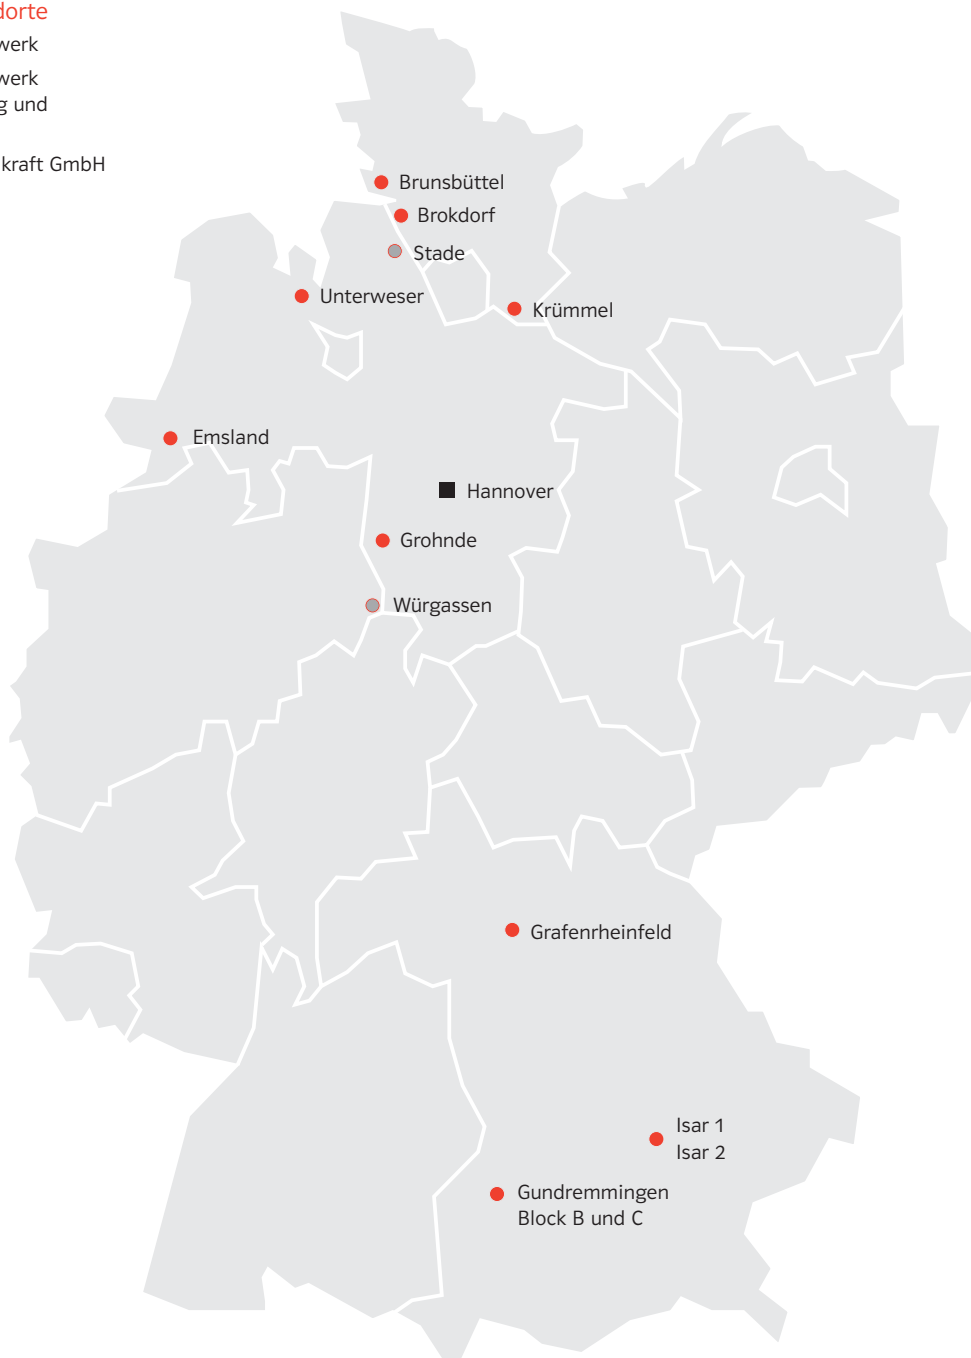 dorte
werk
werk
g und
kraft GmbH
Brunsbüttel
Brokdorf
Stade
Unterweser
Krümmel
Emsland
Hannover
Grohnde
Würgassen
Grafenrheinfeld
Isar 1
Isar 2
Gundremmingen
Block B und C